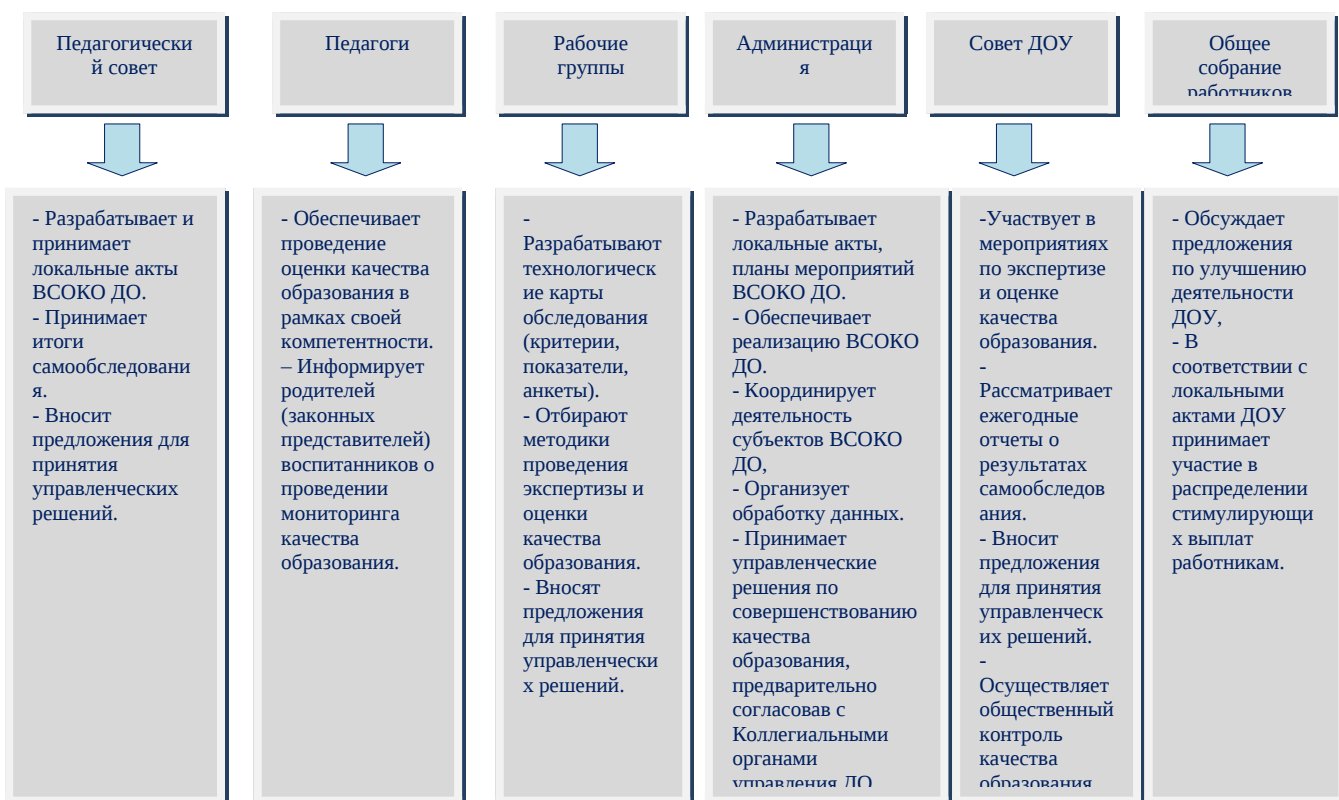 Педагогически
й совет
Педагоги
Рабочие
группы
Администраци
я
Совет ДОУ
Общее
собрание
работников
- Разрабатывает и
принимает
локальные акты
ВСОКО ДО.
- Принимает
итоги
самообследовани
я.
- Вносит
предложения для
принятия
управленческих
решений.
- Обеспечивает
проведение
оценки качества
образования в
рамках своей
компетентности.
– Информирует
родителей
(законных
представителей)
воспитанников о
проведении
мониторинга
качества
образования.
-
Разрабатывают
технологическ
ие карты
обследования
(критерии,
показатели,
анкеты).
- Отбирают
методики
проведения
экспертизы и
оценки
качества
образования.
- Вносят
предложения
для принятия
управленчески
х решений.
- Разрабатывает
локальные акты,
планы мероприятий
ВСОКО ДО.
- Обеспечивает
реализацию ВСОКО
ДО.
- Координирует
деятельность
субъектов ВСОКО
ДО,
- Организует
обработку данных.
- Принимает
управленческие
решения по
совершенствованию
качества
образования,
предварительно
согласовав с
Коллегиальными
органами
управления ДО
-Участвует в
мероприятиях
по экспертизе
и оценке
качества
образования.
-
Рассматривает
ежегодные
отчеты о
результатах
самообследов
ания.
- Вносит
предложения
для принятия
управленческ
их решений.
-
Осуществляет
общественный
контроль
качества
образования
- Обсуждает
предложения
по улучшению
деятельности
ДОУ,
- В
соответствии с
локальными
актами ДОУ
принимает
участие в
распределении
стимулирующи
х выплат
работникам.